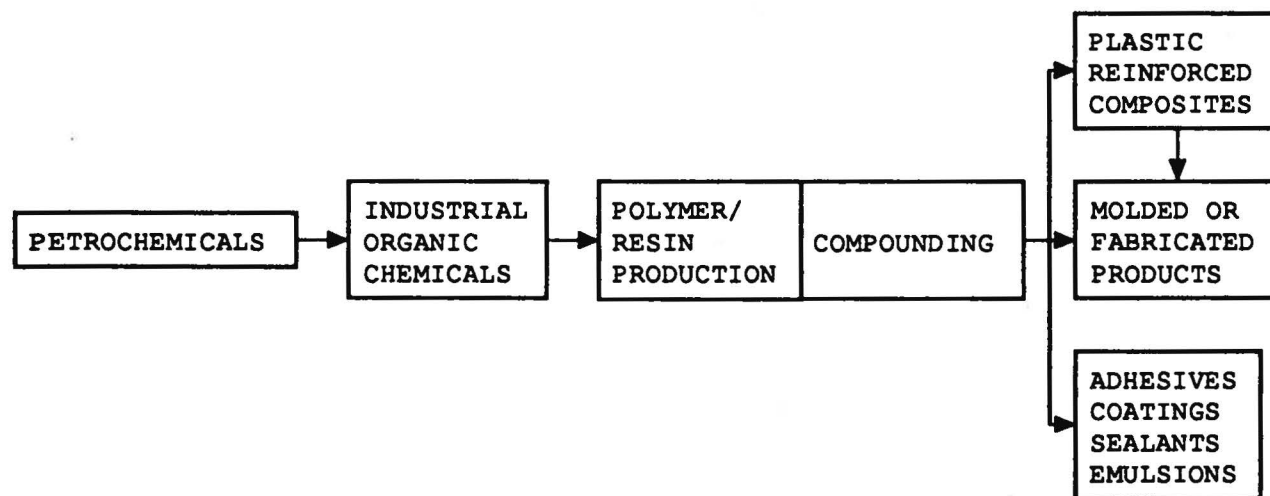 PETROCHEMICALS
INDUSTRIAL
ORGANIC
CHEMICALS
POLYMER/
RESIN
PRODUCTION
COMPOUNDING
PLASTIC
REINFORCED
COMPOSITES
MOLDED OR
FABRICATED
PRODUCTS
ADHESIVES
COATINGS
SEALANTS
EMULSIONS